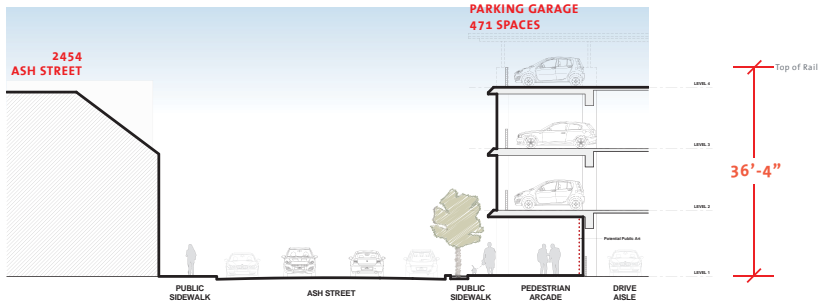 PARKING GARAGE
471 SPACES
2454
ASH STREET
Top of Rail
LEVEL 4
LEVEL 3
36'-4”
LEVEL 2
Potential Public Art
LEVEL 1
PUBLIC
SIDEWALK
ASH STREET
PUBLIC
SIDEWALK
PEDESTRIAN
ARCADE
DRIVE
AISLE